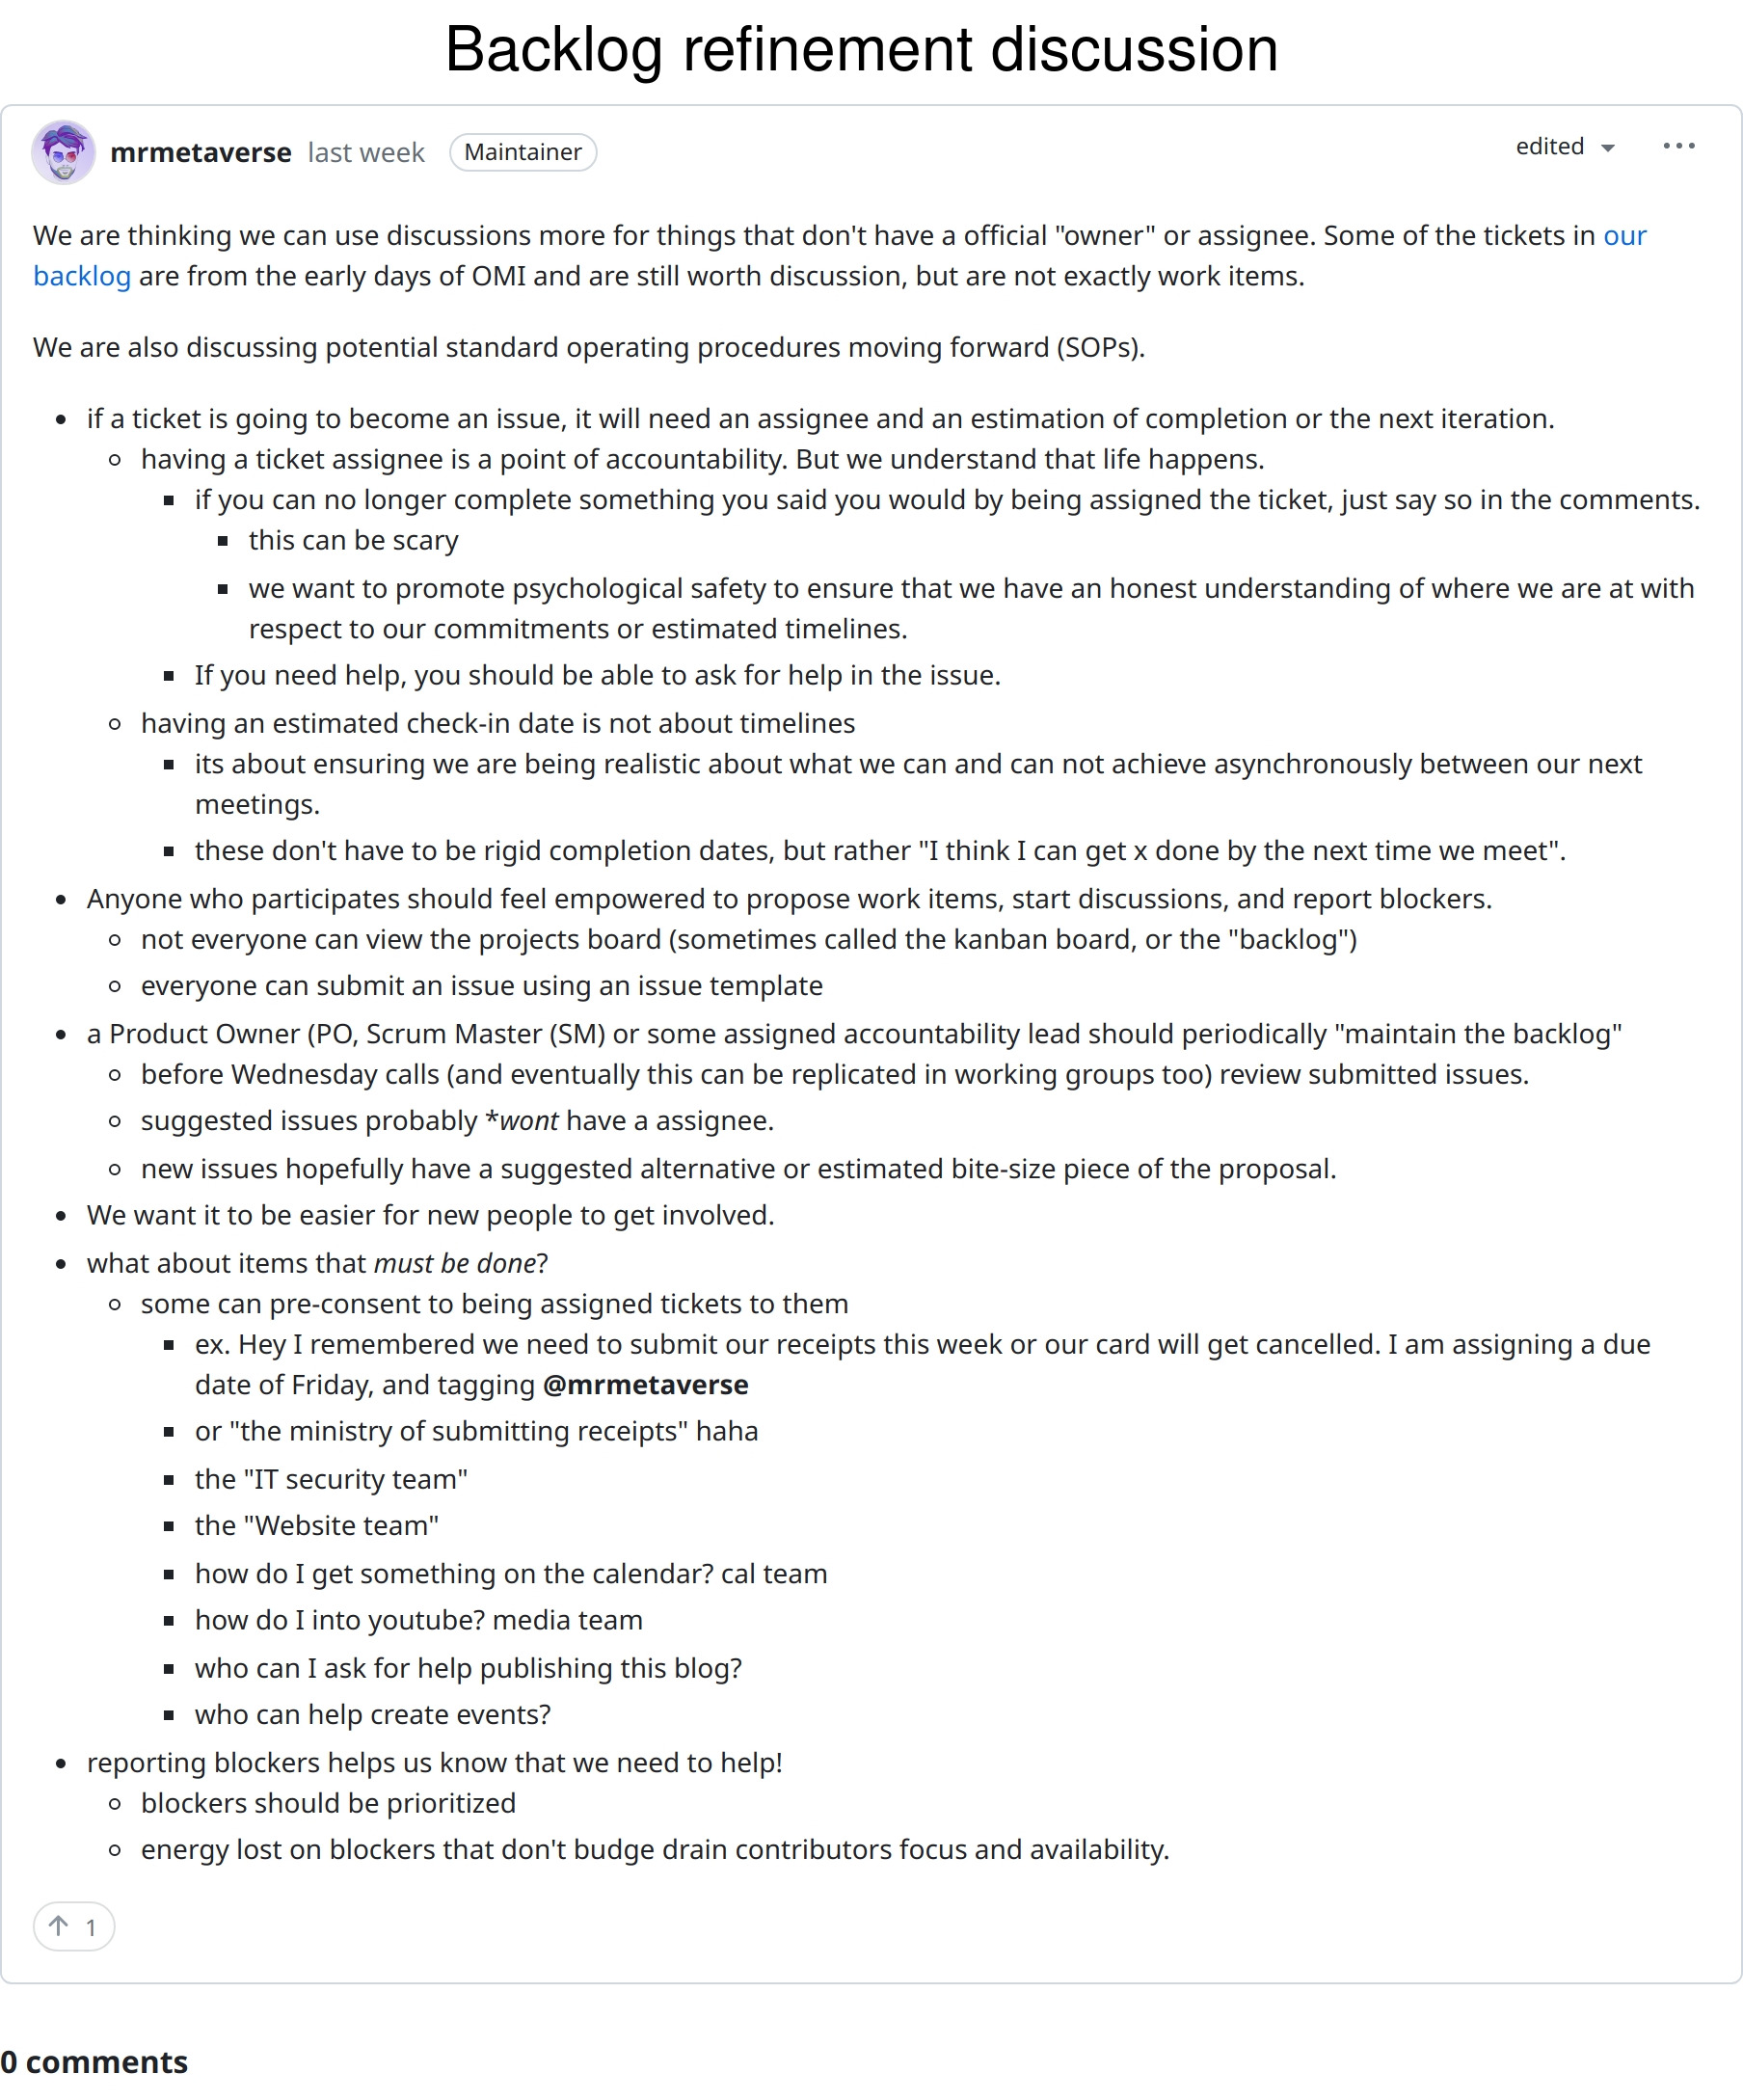 Backlog refinement discussion
mrmetaverse last week Maintainer edited
We are thinking we can use discussions more for things that don't have a official "owner" or assignee. Some of the tickets in our
backlog are from the early days of OMI and are still worth discussion, but are not exactly work items.
We are also discussing potential standard operating procedures moving forward (SOPs).
if a ticket is going to become an issue, it will need an assignee and an estimation of completion or the next iteration.
having a ticket assignee is a point of accountability. But we understand that life happens.
if you can no longer complete something you said you would by being assigned the ticket, just say so in the comments.
this can be scary
we want to promote psychological safety to ensure that we have an honest understanding of where we are at with
respect to our commitments or estimated timelines.
If you need help, you should be able to ask for help in the issue.
having an estimated check-in date is not about timelines
its about ensuring we are being realistic about what we can and can not achieve asynchronously between our next
meetings.
these don't have to be rigid completion dates, but rather "I think I can get x done by the next time we meet".
Anyone who participates should feel empowered to propose work items, start discussions, and report blockers.
not everyone can view the projects board (sometimes called the kanban board, or the "backlog")
everyone can submit an issue using an issue template
a Product Owner (PO, Scrum Master (SM) or some assigned accountability lead should periodically "maintain the backlog"
before Wednesday calls (and eventually this can be replicated in working groups too) review submitted issues.
suggested issues probably *wont have a assignee.
new issues hopefully have a suggested alternative or estimated bite-size piece of the proposal.
We want it to be easier for new people to get involved.
what about items that must be done?
some can pre-consent to being assigned tickets to them
ex. Hey I remembered we need to submit our receipts this week or our card will get cancelled. I am assigning a due
date of Friday, and tagging @mrmetaverse
or "the ministry of submitting receipts" haha
the "IT security team"
the "Website team"
how do I get something on the calendar? cal team
how do I into youtube? media team
who can I ask for help publishing this blog?
who can help create events?
reporting blockers helps us know that we need to help!
blockers should be prioritized
energy lost on blockers that don't budge drain contributors focus and availability.
1
0 comments